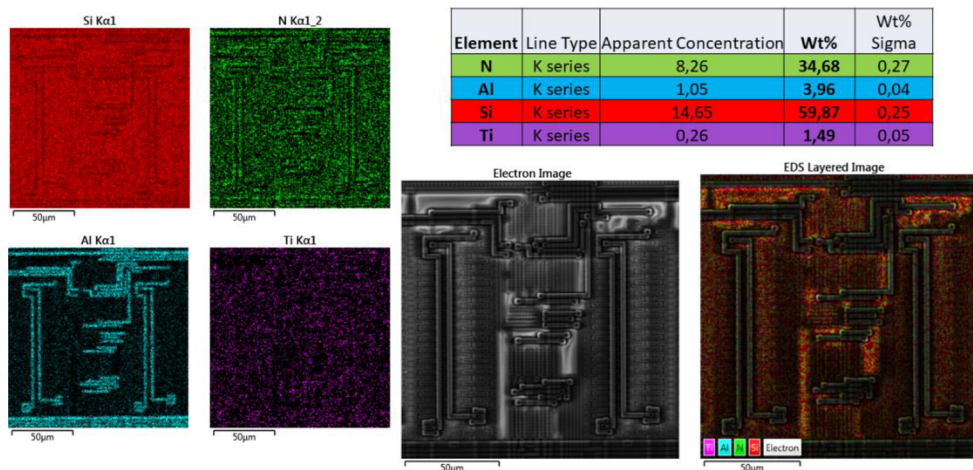 Si Kα1
N Kα1_2
50µm
50µm
Al Kα1
Ti Kα1
50µm
50µm
Element Line Type Apparent Concentration Wt% Wt% Sigma
N K series 8,26 34,68 0,27
Al K series 1,05 3,96 0,04
Si K series 14,65 59,87 0,25
Ti K series 0,26 1,49 0,05
Electron Image
EDS Layered Image
Ti Al N Si Electron
50µm
50µm